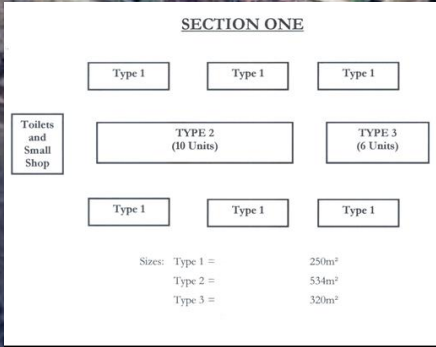 SECTION ONE
Type 1 Type 1 Type 1
Toilets
and
Small
Shop
TYPE 2
(10 Units)
TYPE 3
(6 Units)
Type 1 Type 1 Type 1
Sizes: Type 1 = 250m²
Type 2 = 534m²
Type 3 = 320m²